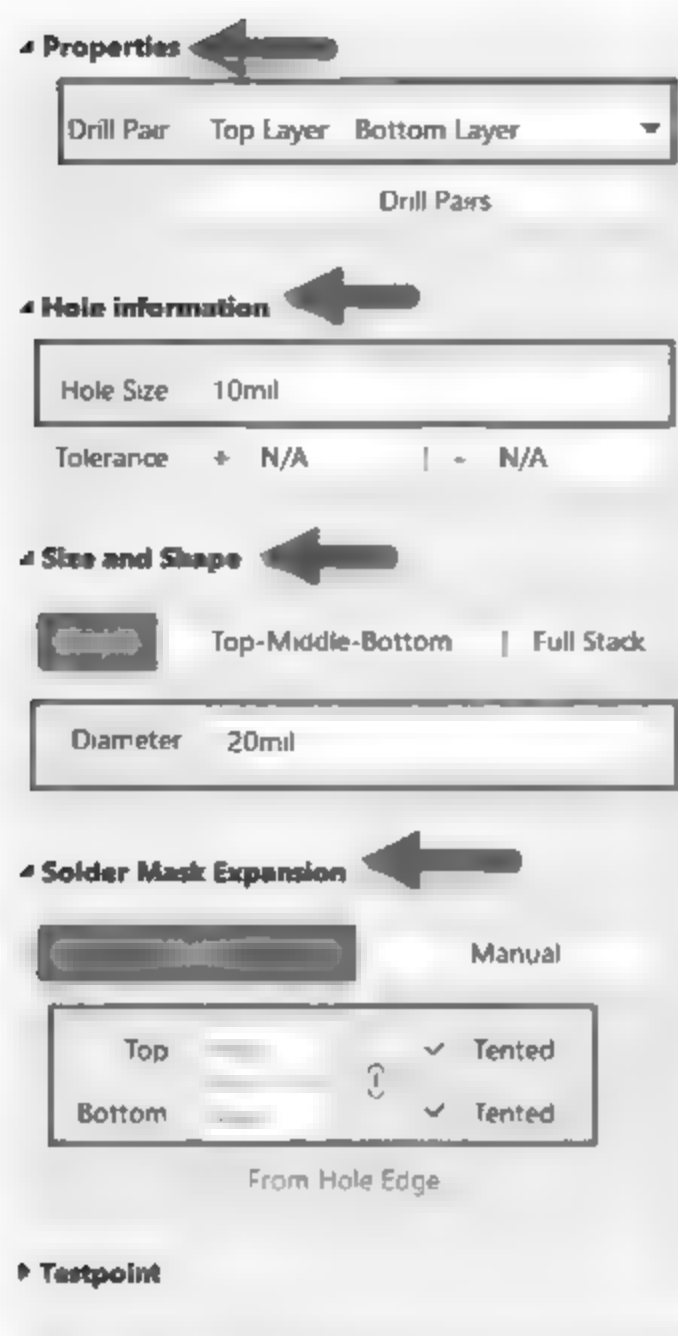 Properties
Drill Pair Top Layer Bottom Layer
Drill Pairs
Hole information
Hole Size 10mil
Tolerance + N/A | - N/A
Size and Shape
Top-Middle-Bottom | Full Stack
Diameter 20mil
Solder Mask Expansion
Manual
Top Tented
Bottom Tented
From Hole Edge
Testpoint